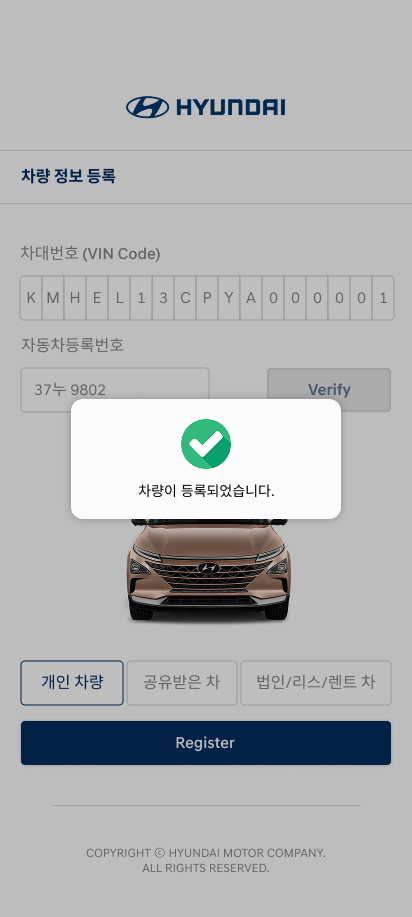 HYUNDAI
차량 정보 등록
차대번호 (VIN Code)
K M H E L 1 3 C P Y A 0 0 0 0 0 1
자동차등록번호
37누 9802
Verify
차량이 등록되었습니다.
개인 차량
공유받은 차
법인/리스/렌트 차
Register
COPYRIGHT ⓒ HYUNDAI MOTOR COMPANY.
ALL RIGHTS RESERVED.